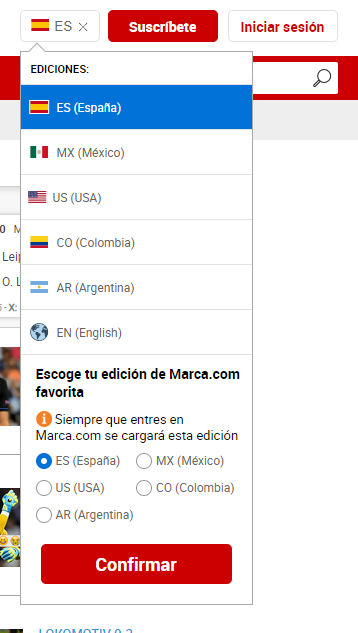 ES
Suscríbete
Iniciar sesión
EDICIONES:
ES (España)
MX (México)
US (USA)
CO (Colombia)
AR (Argentina)
EN (English)
Escoge tu edición de Marca.com
favorita
Siempre que entres en
Marca.com se cargará esta edición
ES (España)
MX (México)
US (USA)
CO (Colombia)
AR (Argentina)
Confirmar